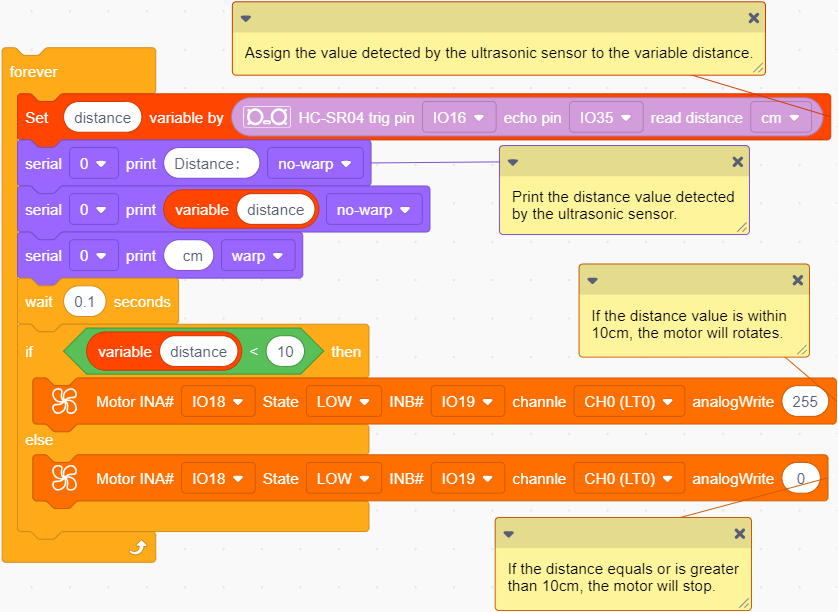 Assign the value detected by the ultrasonic sensor to the variable distance.
forever
Set distance variable by HC-SR04 trig pin IO16 echo pin IO35 read distance cm
serial 0 print Distance: no-warp
Print the distance value detected
by the ultrasonic sensor.
serial 0 print variable distance no-warp
serial 0 print cm warp
wait 0.1 seconds
If the distance value is within
10cm, the motor will rotates.
if variable distance < 10 then
Motor INA# IO18 State LOW INB# IO19 channle CH0 (LT0) analogWrite 255
else
Motor INA# IO18 State LOW INB# IO19 channle CH0 (LT0) analogWrite 0
If the distance equals or is greater
than 10cm, the motor will stop.